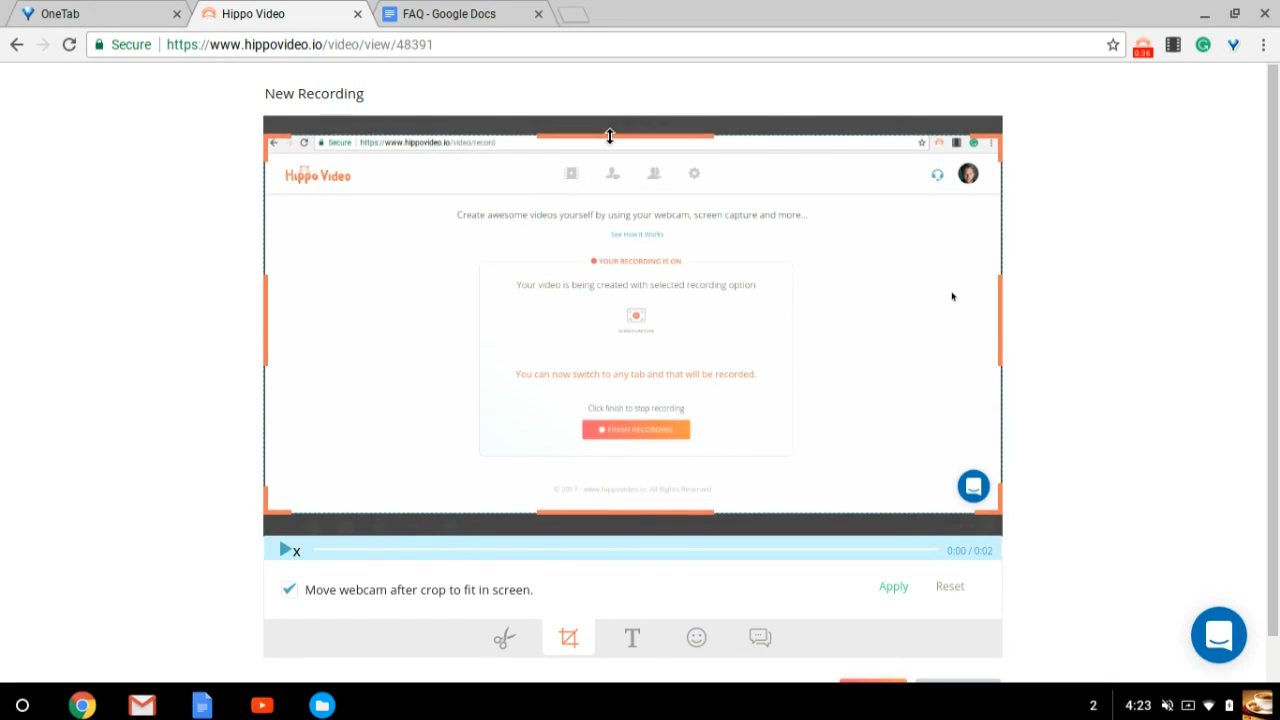 OneTab
Hippo Video
FAQ - Google Docs
Secure
https://www.hippovideo.io/video/view/48391
0:36
New Recording
Secure
https://www.hippovideo.io/video/record
Hippo Video
Create awesome videos yourself by using your webcam, screen capture and more...
See How it Works
YOUR RECORDING IS ON
Your video is being created with selected recording option
SCREEN CAPTURE
You can now switch to any tab and that will be recorded.
Click finish to stop recording
FINISH RECORDING
© 2017 - www.hippovideo.io, All Rights Reserved
x
0:00 / 0:02
Move webcam after crop to fit in screen.
Apply
Reset
T
2
4:23